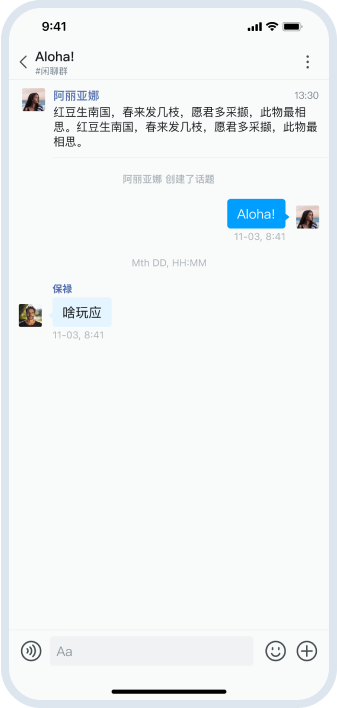 9:41
Aloha!
#闲聊群
阿丽亚娜 13:30
红豆生南国，春来发几枝，愿君多采撷，此物最相
思。红豆生南国，春来发几枝，愿君多采撷，此物最
相思。
阿丽亚娜 创建了话题
Aloha!
11-03, 8:41
Mth DD, HH:MM
保禄
啥玩应
11-03, 8:41
Aa